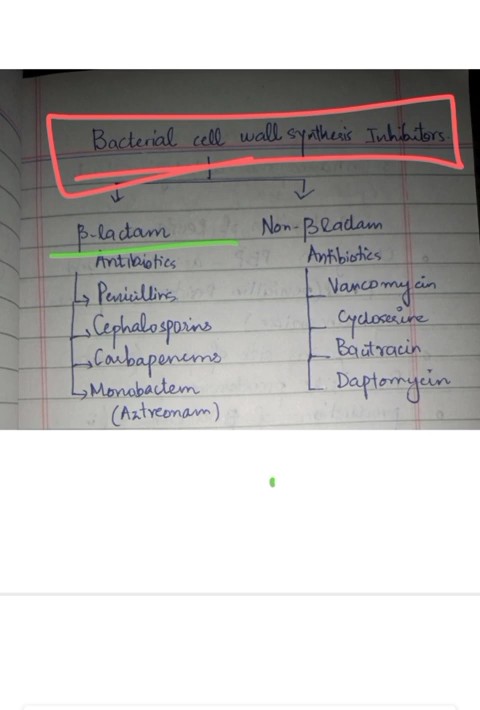 Bacterial cell wall synthesis Inhibitors
β-lactam
Antibiotics
Penicillins
Cephalosporins
Carbapenems
Monobactem
(Aztreonam)
Non-βlactam
Antibiotics
Vancomycin
Cycloserine
Bacitracin
Daptomycin